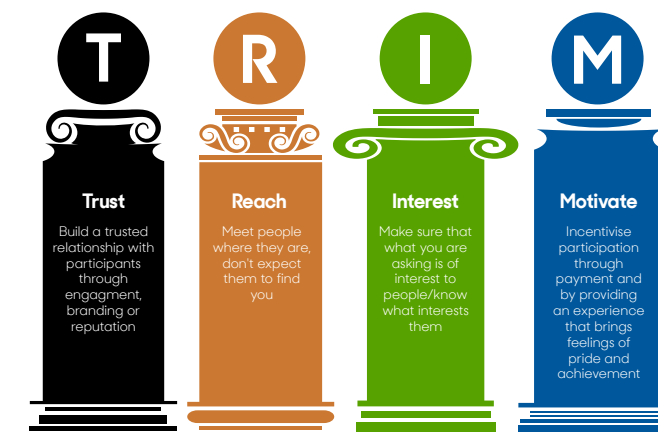 T
R
I
M
Trust
Build a trusted
relationship with
participants
through
engagment,
branding or
reputation
Reach
Meet people
where they are,
don't expect
them to find
you
Interest
Make sure that
what you are
asking is of
interest to
people/know
what interests
them
Motivate
Incentivise
participation
through
payment and
by providing
an experience
that brings
feelings of
pride and
achievement